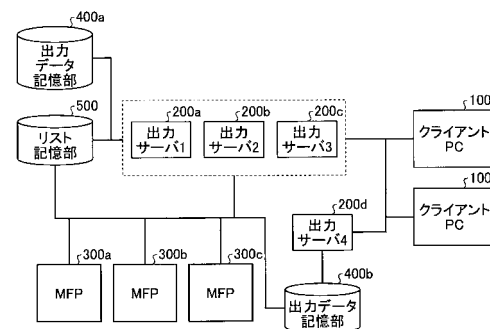 400a
出力
データ
記憶部
500
リスト
記憶部
200a
出力
サーバ1
200b
出力
サーバ2
200c
出力
サーバ3
100
クライアント
PC
100
クライアント
PC
200d
出力
サーバ4
300a
MFP
300b
MFP
300c
MFP
400b
出力データ
記憶部